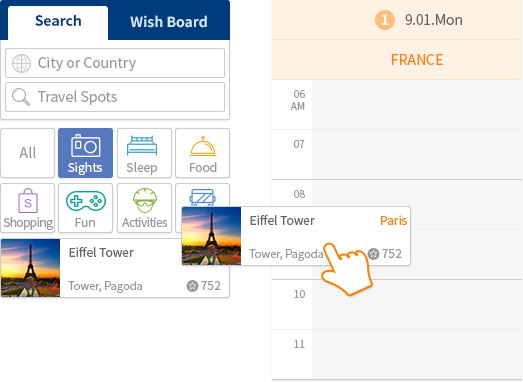 Search
Wish Board
City or Country
Travel Spots
All
Sights
Sleep
Food
Shopping
Fun
Activities
S
Eiffel Tower
Tower, Pagoda
752
Eiffel Tower
Paris
Tower, Pagoda
752
1
9.01.Mon
FRANCE
06
AM
07
08
10
11